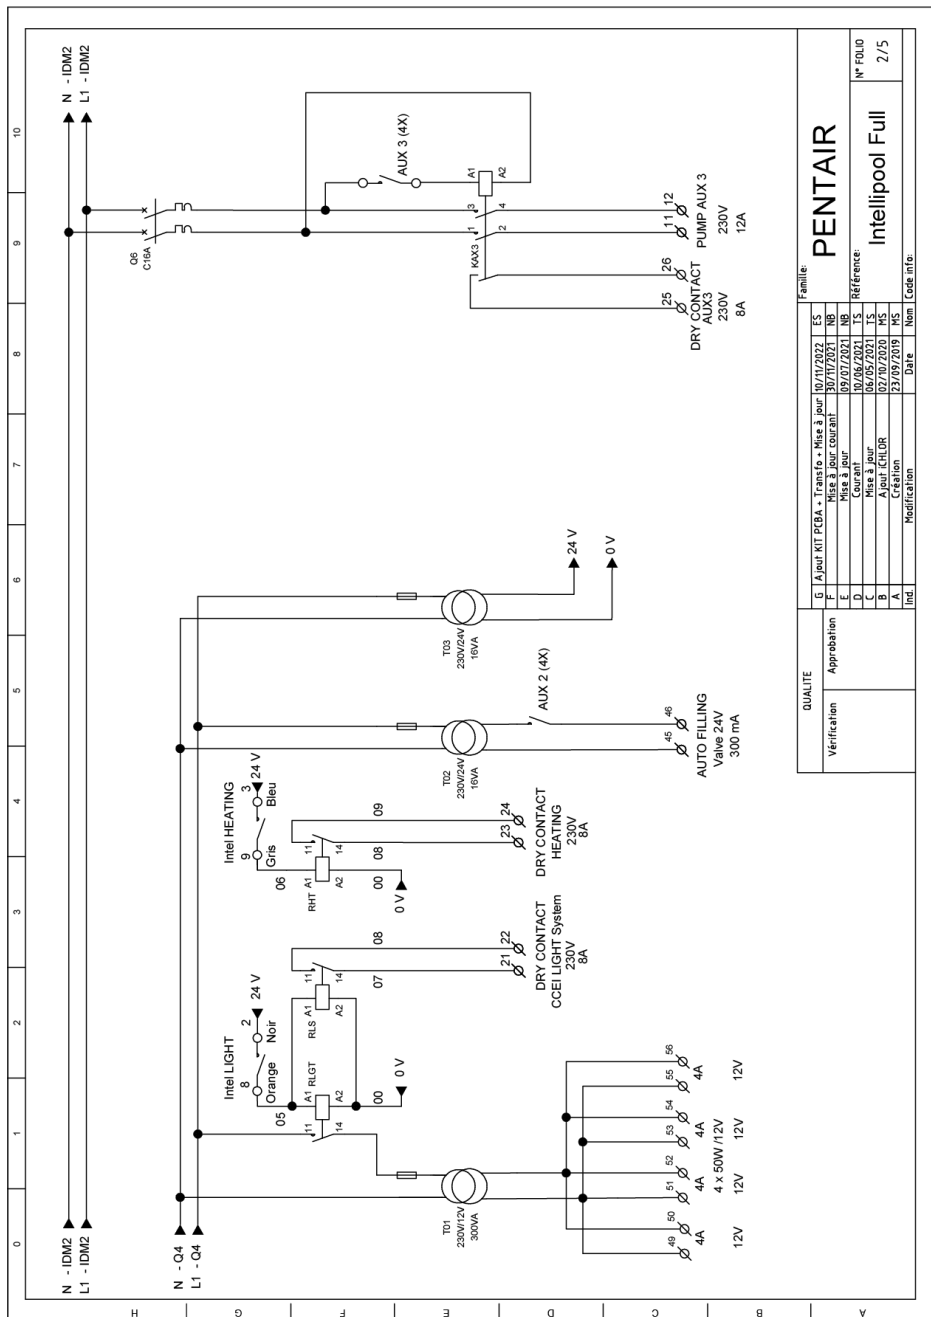 N - IDM2
L1 - IDM2
10
9
8
7
6
5
4
3
2
1
0
Q6
C16A
AUX 3 (4X)
A1
A2
3
4
1
2
KAX3
12
11
PUMP AUX 3
230V
12A
26
25
DRY CONTACT
AUX3
230V
8A
24 V
0 V
T03
230V/24V
16VA
AUX 2 (4X)
T02
230V/24V
16VA
46
45
AUTO FILLING
Valve 24V
300 mA
Intel HEATING
3 24 V
Bleu
9
Gris
06
RHT
A1
A2
11
14
00
0 V
08
09
24
23
DRY CONTACT
HEATING
230V
8A
Intel LIGHT
2 24 V
Noir
8
Orange
05
RLS
A1
A2
11
14
RLGT
A1
A2
11
14
00
0 V
07
08
22
21
DRY CONTACT
CCEI LIGHT System
230V
8A
N - IDM2
L1 - IDM2
N - Q4
L1 - Q4
T01
230V/12V
300VA
49
50
51
52
53
54
55
56
4A
4A
4A
4A
4 x 50W /12V
12V
12V
12V
12V
H
G
F
E
D
C
B
A
QUALITE
Vérification
Approbation
G Ajout KIT PCBA + Transfo + Mise à jour 10/11/2022 ES
F Mise à jour courant 30/11/2021 NB
E Mise à jour 09/07/2021 NB
D Courant 10/06/2021 TS
C Mise à jour 06/05/2021 TS
B Ajout iCHLOR 02/10/2020 MS
A Création 23/09/2019 MS
Ind. Modification Date Nom
Famille:
PENTAIR
Référence:
Intellipool Full
N° FOLIO
2/5
Code info: